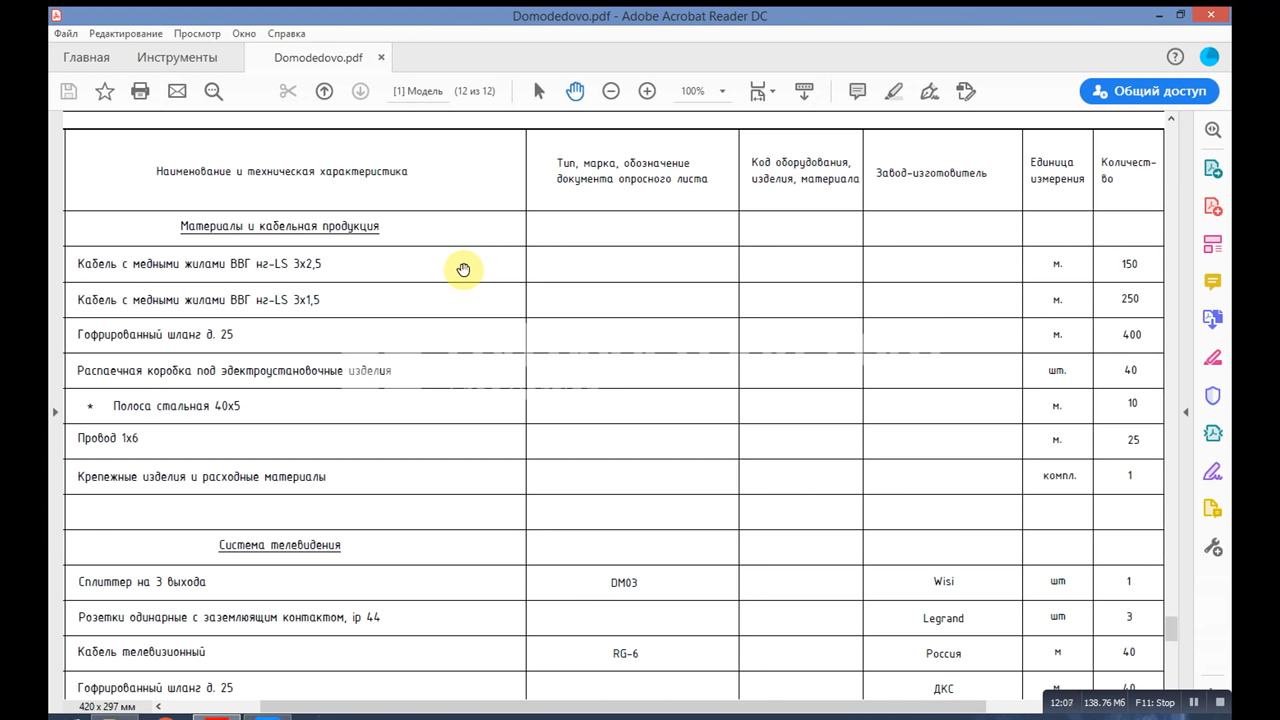 Domodedovo.pdf - Adobe Acrobat Reader DC
Файл Редактирование Просмотр Окно Справка
Главная Инструменты Domodedovo.pdf ×
[1] Модель (12 из 12) 100% Общий доступ
Наименование и техническая характеристика
Тип, марка, обозначение
документа опросного листа
Код оборудования,
изделия, материала
Завод-изготовитель
Единица
измерения
Количест-
во
Материалы и кабельная продукция
Кабель с медными жилами ВВГ нг-LS 3х2,5 м. 150
Кабель с медными жилами ВВГ нг-LS 3х1,5 м. 250
Гофрированный шланг д. 25 м. 400
Распаечная коробка под эдектроустановочные изделия шт. 40
* Полоса стальная 40х5 м. 10
Провод 1х6 м. 25
Крепежные изделия и расходные материалы компл. 1
Система телевидения
Сплиттер на 3 выхода DM03 Wisi шт 1
Розетки одинарные с заземлюящим контактом, ip 44 Legrand шт 3
Кабель телевизионный RG-6 Россия м 40
Гофрированный шланг д. 25 ДКС м 40
420 x 297 мм
12:07 138.76 Мб F11: Stop